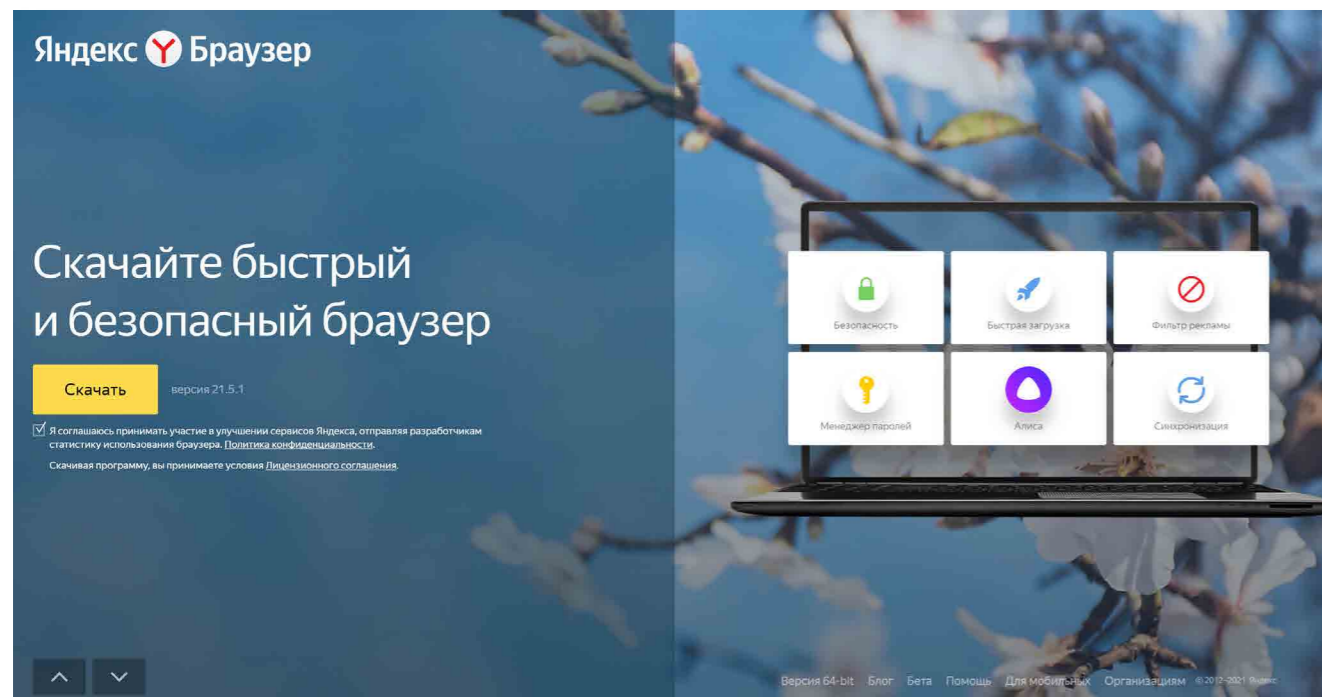 Яндекс Браузер
Скачайте быстрый
и безопасный браузер
Скачать
версия 21.5.1
Я соглашаюсь принимать участие в улучшении сервисов Яндекса, отправляя разработчикам
статистику использования браузера. Политика конфиденциальности.
Скачивая программу, вы принимаете условия Лицензионного соглашения.
Безопасность
Быстрая загрузка
Фильтр рекламы
Менеджер паролей
Алиса
Синхронизация
Версия 64-bit Блог Бета Помощь Для мобильных Организациям © 2012–2021 Яндекс